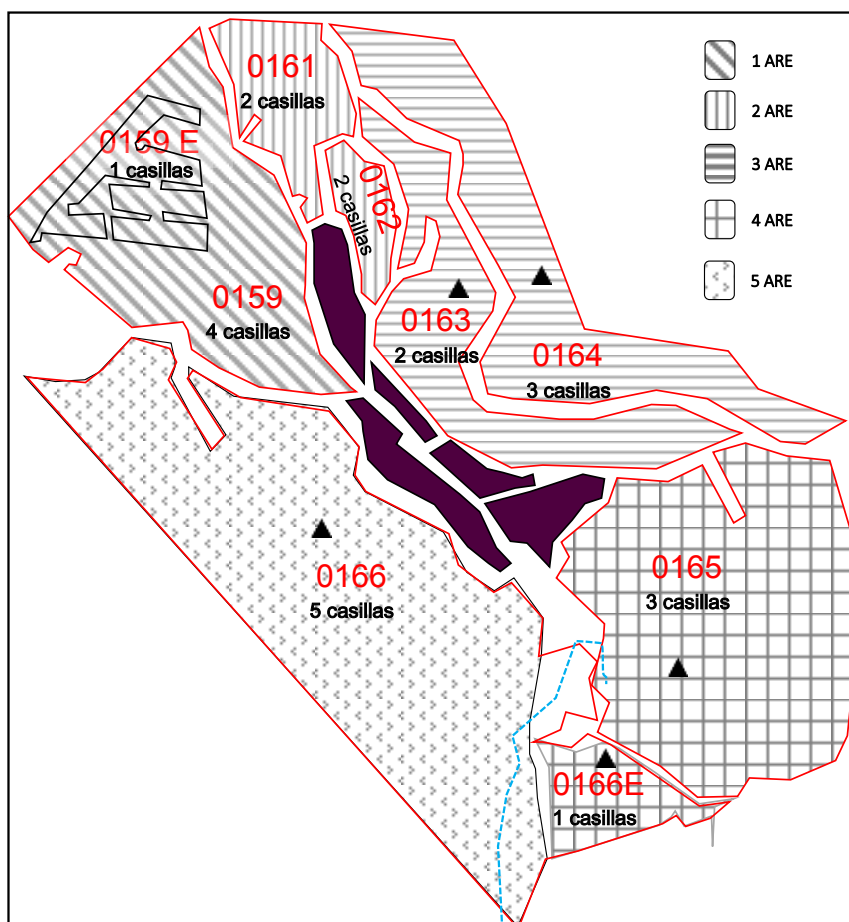 0161
2 casillas
1 ARE
2 ARE
3 ARE
4 ARE
5 ARE
0159 E
1 casillas
0162
2 casillas
0159
4 casillas
0163
2 casillas
0164
3 casillas
0166
5 casillas
0165
3 casillas
0166E
1 casillas